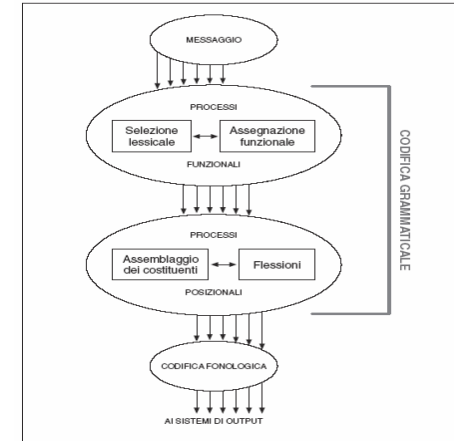 MESSAGGIO
PROCESSI
Selezione
lessicale
Assegnazione
funzionale
FUNZIONALI
CODIFICA GRAMMATICALE
PROCESSI
Assemblaggio
dei costituenti
Flessioni
POSIZIONALI
CODIFICA FONOLOGICA
AI SISTEMI DI OUTPUT